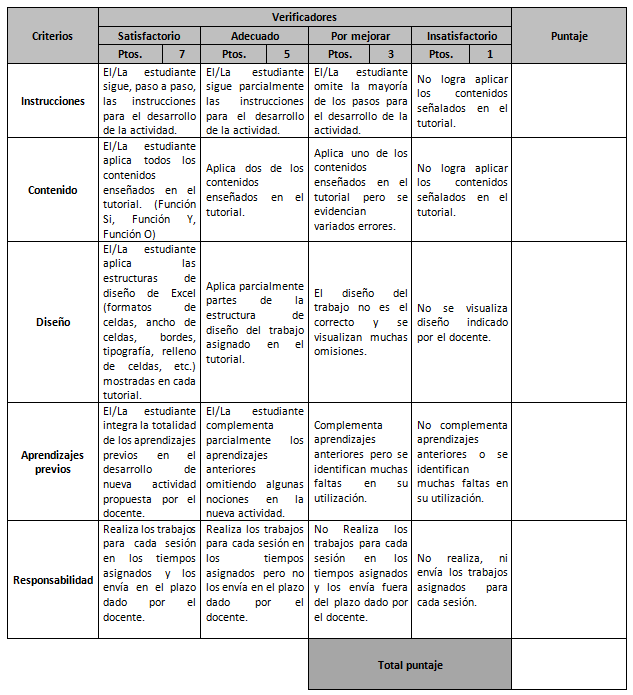 Criterios
Verificadores
Puntaje
Satisfactorio
Adecuado
Por mejorar
Insatisfactorio
Ptos. 7
Ptos. 5
Ptos. 3
Ptos. 1
Instrucciones
El/La estudiante
sigue, paso a paso,
las instrucciones
para el desarrollo
de la actividad.
El/La estudiante
sigue parcialmente
las instrucciones
para el desarrollo
de la actividad.
El/La estudiante
omite la mayoría
de los pasos para
el desarrollo de la
actividad.
No logra aplicar
los contenidos
señalados en el
tutorial.
Contenido
El/La estudiante
aplica todos los
contenidos
enseñados en el
tutorial. (Función
Si, Función Y,
Función O)
Aplica dos de los
contenidos
enseñados en el
tutorial.
Aplica uno de los
contenidos
enseñados en el
tutorial pero se
evidencian
variados errores.
No logra aplicar
los contenidos
señalados en el
tutorial.
Diseño
El/La estudiante
aplica las
estructuras de
diseño de Excel
(formatos de
celdas, ancho de
celdas, bordes,
tipografía, relleno
de celdas, etc.)
mostradas en cada
tutorial.
Aplica parcialmente
partes de la
estructura de
diseño del trabajo
asignado en el
tutorial.
El diseño del
trabajo no es el
correcto y se
visualizan muchas
omisiones.
No se visualiza
diseño indicado
por el docente.
Aprendizajes
previos
El/La estudiante
integra la totalidad
de los aprendizajes
previos en el
desarrollo de
nueva actividad
propuesta por el
docente.
El/La estudiante
complementa
parcialmente los
aprendizajes
anteriores
omitiendo algunas
nociones en la
nueva actividad.
Complementa
aprendizajes
anteriores pero se
identifican muchas
faltas en su
utilización.
No complementa
aprendizajes
anteriores o se
identifican
muchas faltas en
su utilización.
Responsabilidad
Realiza los trabajos
para cada sesión
en los tiempos
asignados y los
envía en el plazo
dado por el
docente.
Realiza los trabajos
para cada sesión en
los tiempos
asignados pero no
los envía en el plazo
dado por el
docente.
No Realiza los
trabajos para cada
sesión en los
tiempos asignados
y los envía fuera
del plazo dado por
el docente.
No realiza, ni
envía los trabajos
asignados para
cada sesión.
Total puntaje